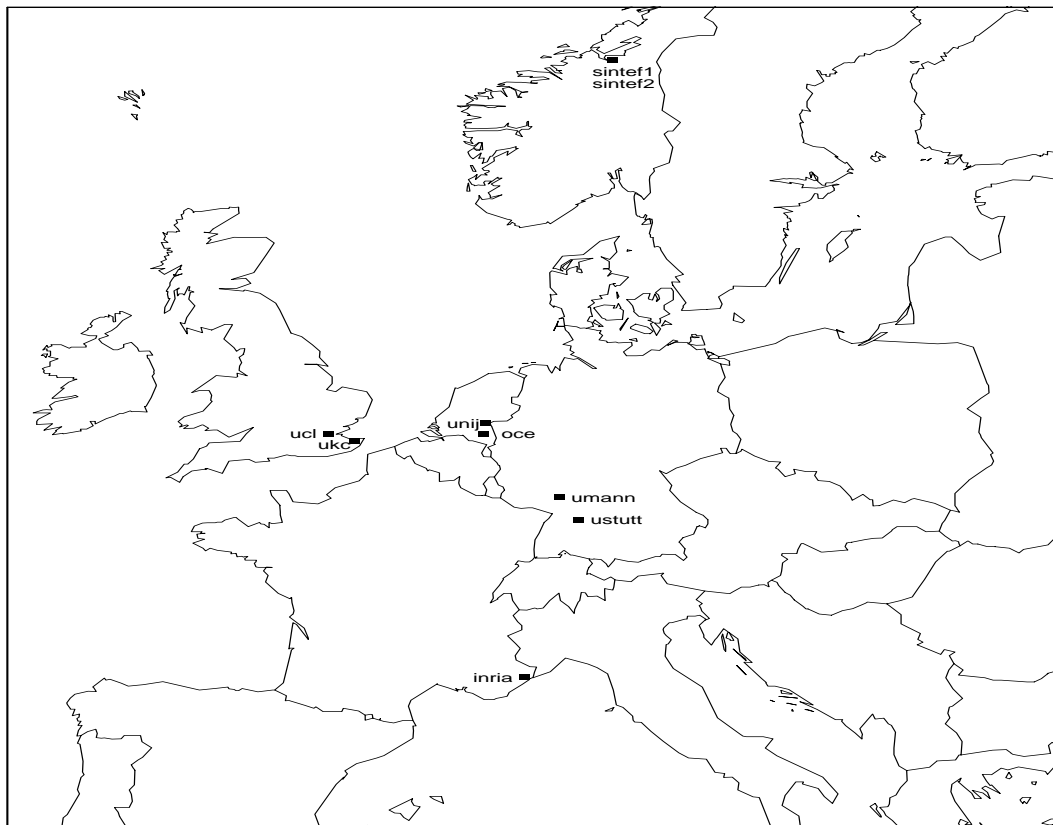 sintef1
sintef2
unij
ucl
oce
ukc
umann
ustutt
inria